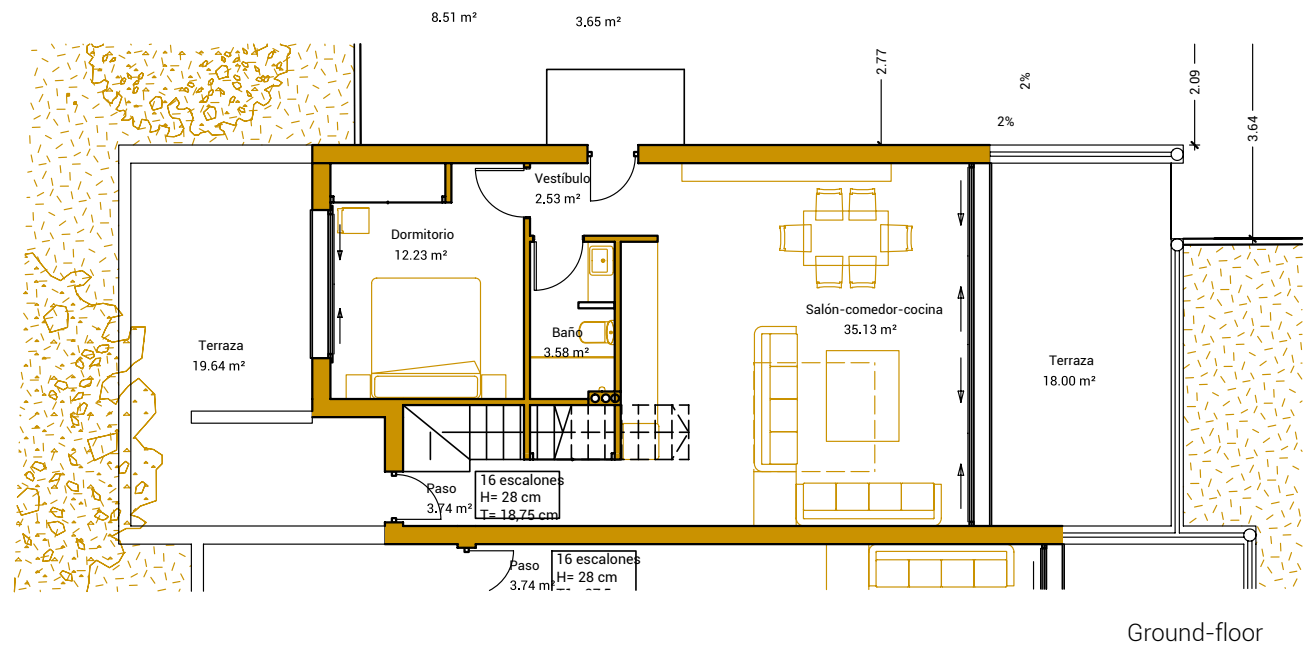 8.51 m²
3.65 m²
2.77
2%
2%
2.09
3.64
Vestíbulo
2.53 m²
Dormitorio
12.23 m²
Salón-comedor-cocina
35.13 m²
Baño
3.58 m²
Terraza
19.64 m²
Terraza
18.00 m²
Paso
3.74 m²
16 escalones
H= 28 cm
T= 18,75 cm
Paso
3.74 m²
16 escalones
H= 28 cm
Ground-floor